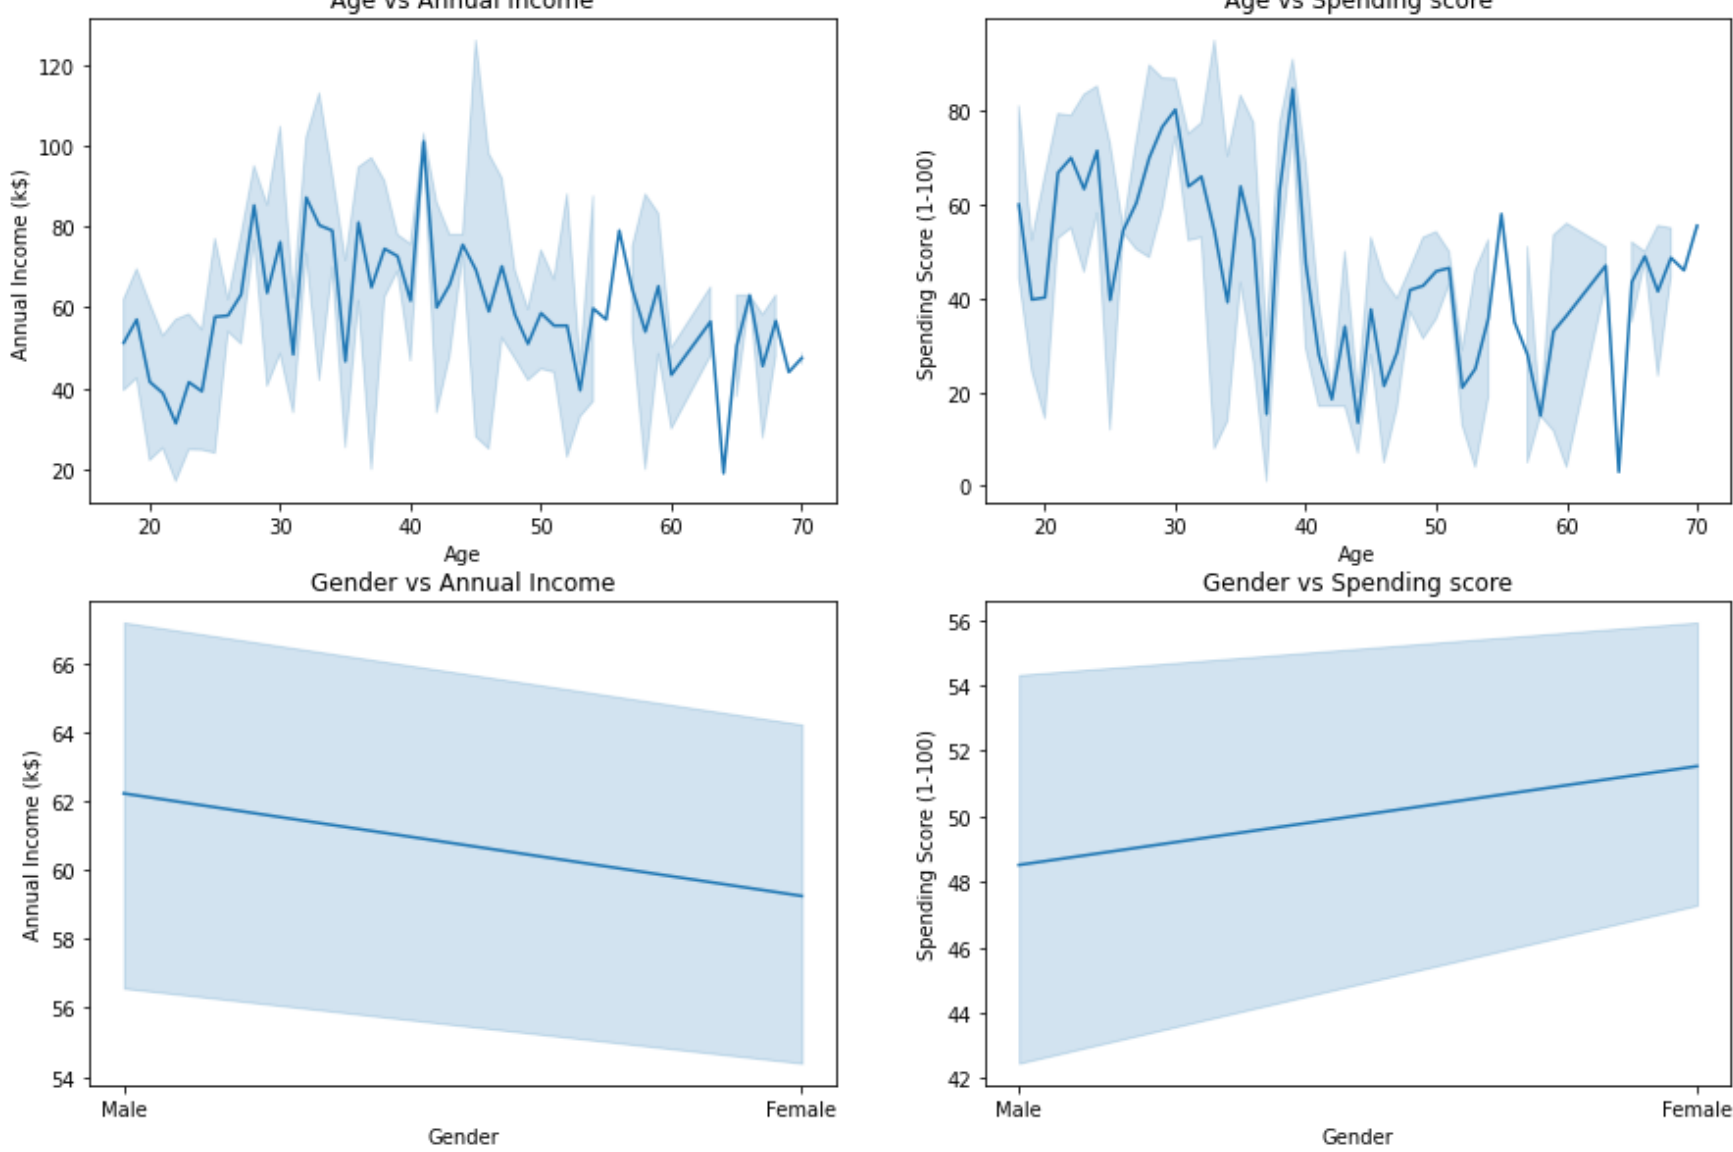 Age vs Annual Income
Annual Income (k$)
120
100
80
60
40
20
20 30 40 50 60 70
Age
Age vs Spending score
Spending Score (1-100)
80
60
40
20
0
20 30 40 50 60 70
Age
Gender vs Annual Income
Annual Income (k$)
66
64
62
60
58
56
54
Male Female
Gender
Gender vs Spending score
Spending Score (1-100)
56
54
52
50
48
46
44
42
Male Female
Gender